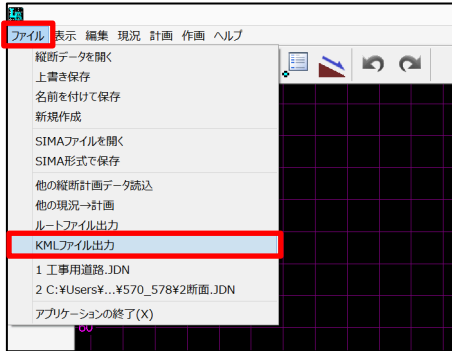 ファイル 表示 編集 現況 計画 作画 ヘルプ
縦断データを開く
上書き保存
名前を付けて保存
新規作成
SIMAファイルを開く
SIMA形式で保存
他の縦断計画データ読込
他の現況→計画
ルートファイル出力
KMLファイル出力
1 工事用道路.JDN
2 C:¥Users¥...¥570_578¥2断面.JDN
アプリケーションの終了(X)